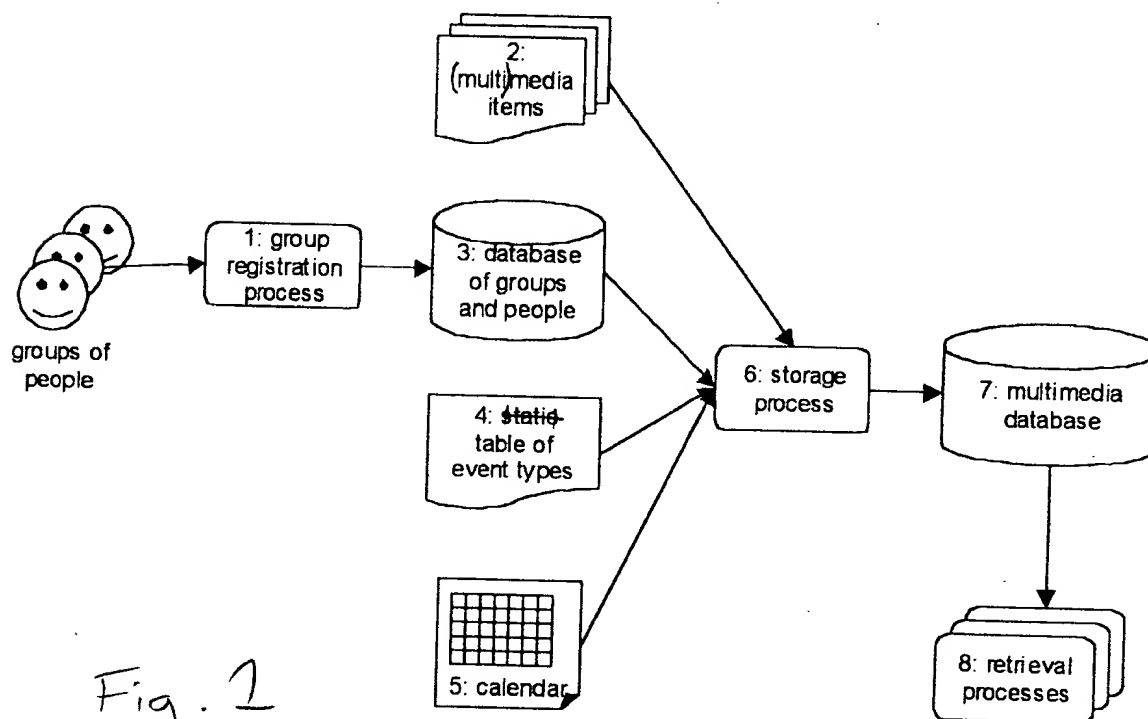 2:
(multi)media
items
1: group
registration
process
3: database
of groups
and people
groups of
people
4: static
table of
event types
6: storage
process
7: multimedia
database
5: calendar
8: retrieval
processes
Fig. 1